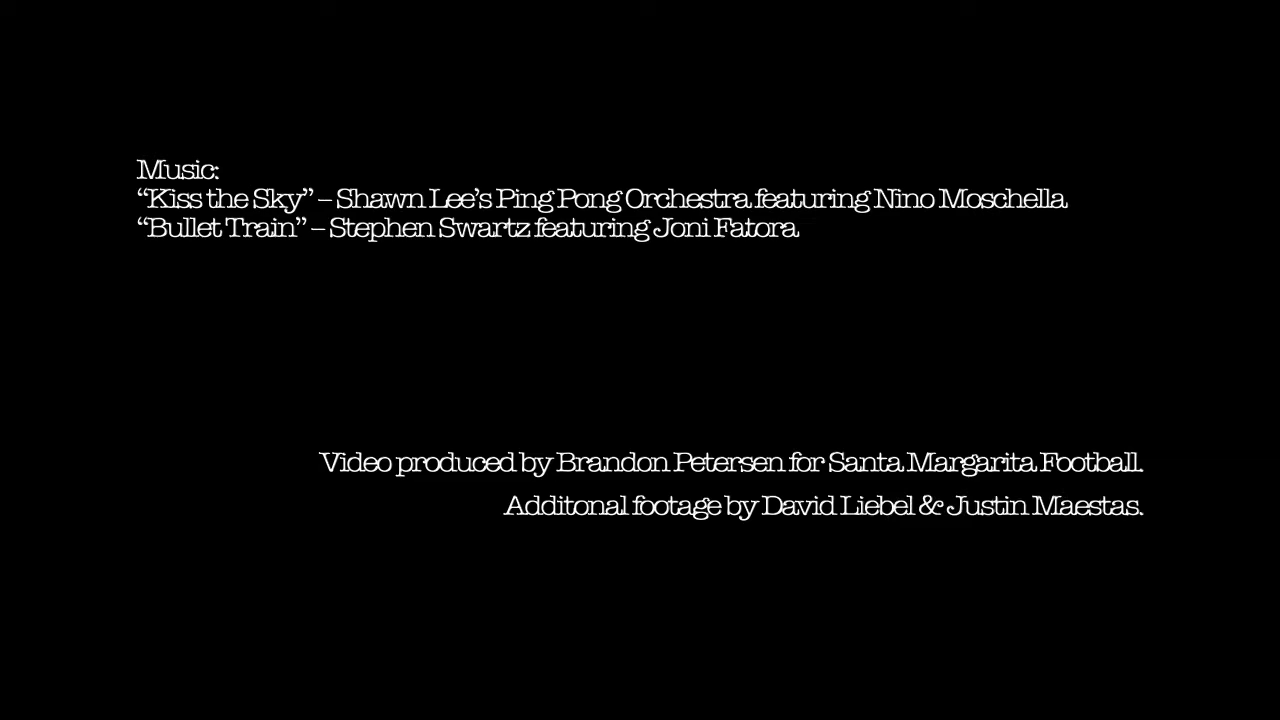 Music:
“Kiss the Sky” – Shawn Lee’s Ping Pong Orchestra featuring Nino Moschella
“Bullet Train” – Stephen Swartz featuring Joni Fatora
Video produced by Brandon Petersen for Santa Margarita Football.
Additonal footage by David Liebel & Justin Maestas.